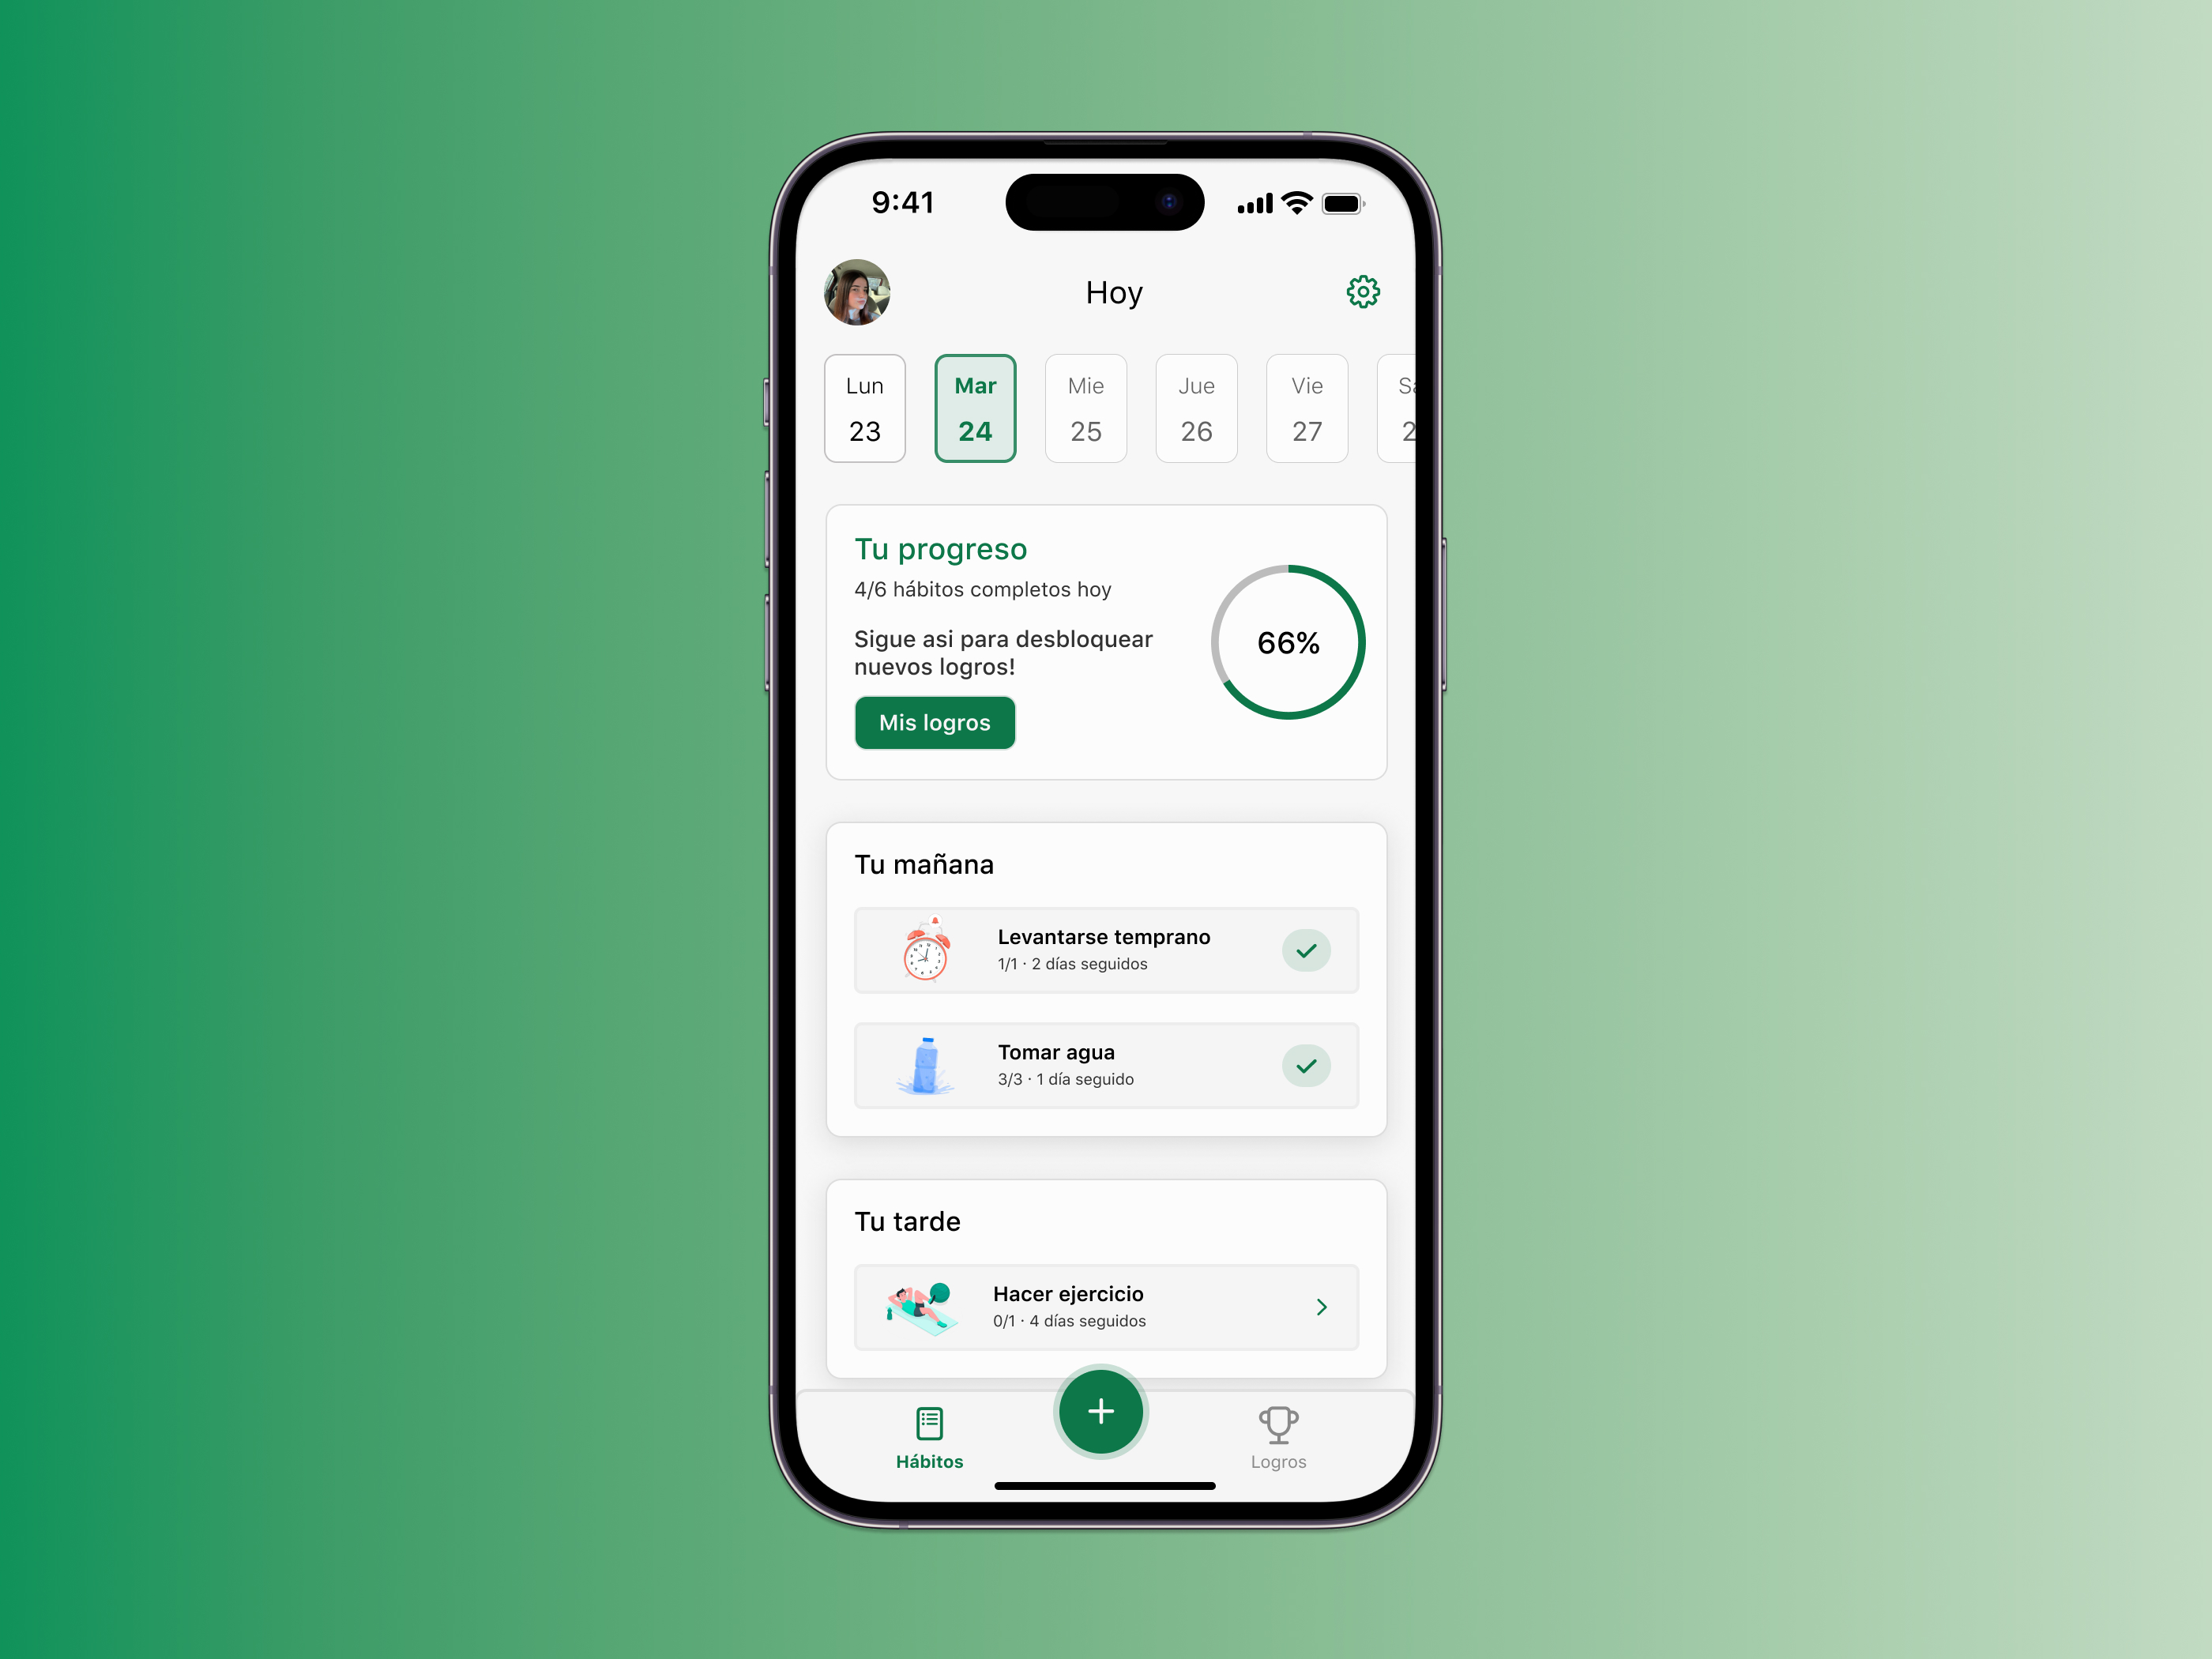 9:41
Hoy
Lun Mar Mie Jue Vie
23 24 25 26 27
Tu progreso
4/6 hábitos completos hoy
Sigue asi para desbloquear
nuevos logros!
66%
Mis logros
Tu mañana
Levantarse temprano
1/1 · 2 días seguidos
Tomar agua
3/3 · 1 día seguido
Tu tarde
Hacer ejercicio
0/1 · 4 días seguidos
Hábitos
Logros